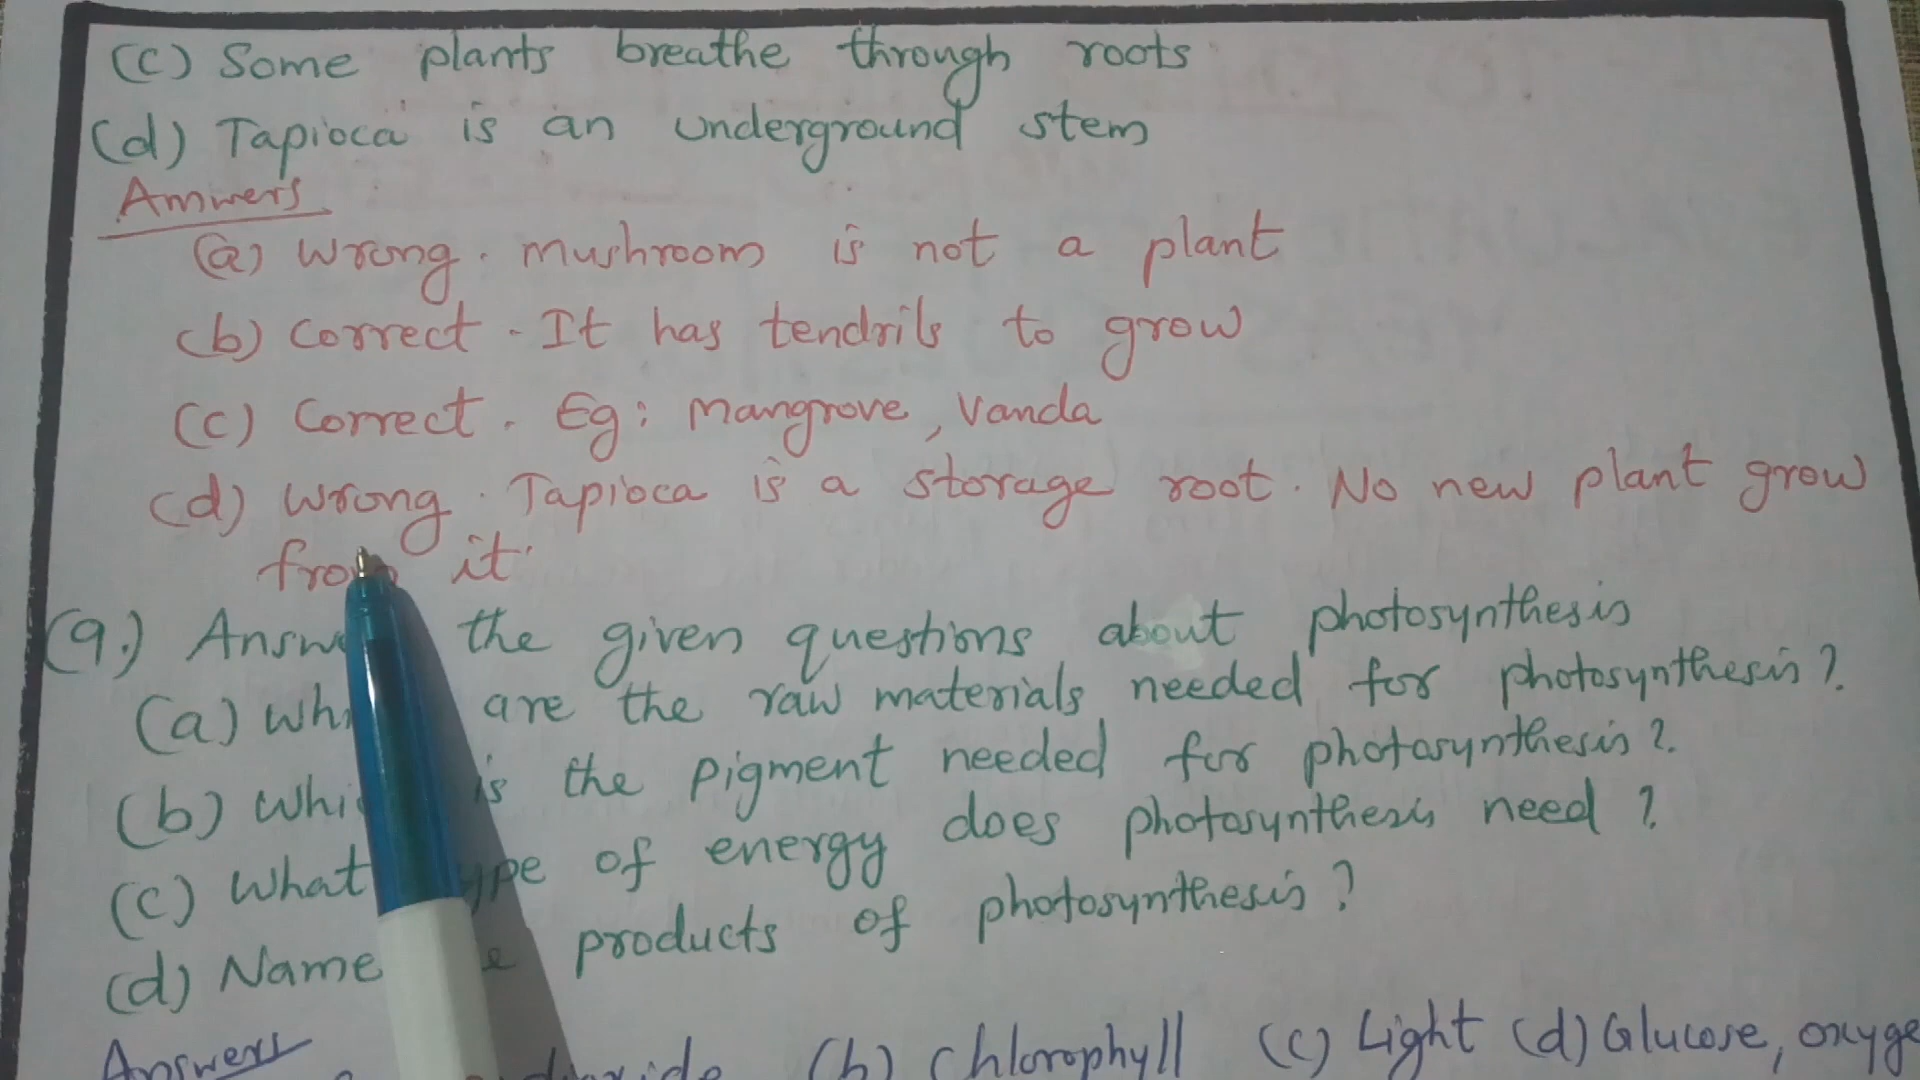 (c) Some plants breathe through roots
(d) Tapioca is an underground stem
Answers
(a) Wrong. Mushroom is not a plant
(b) Correct - It has tendrils to grow
(c) Correct. Eg: Mangrove, Vanda
(d) Wrong. Tapioca is a storage root. No new plant grow
from it.
(9.) Answ the given questions about photosynthesis
(a) Whi are the raw materials needed for photosynthesis?
(b) Whi is the pigment needed for photosynthesis?
(c) What ype of energy does photosynthesis need?
(d) Name e products of photosynthesis?
Answers
(b) Chlorophyll (c) Light (d) Glucose, oxyge